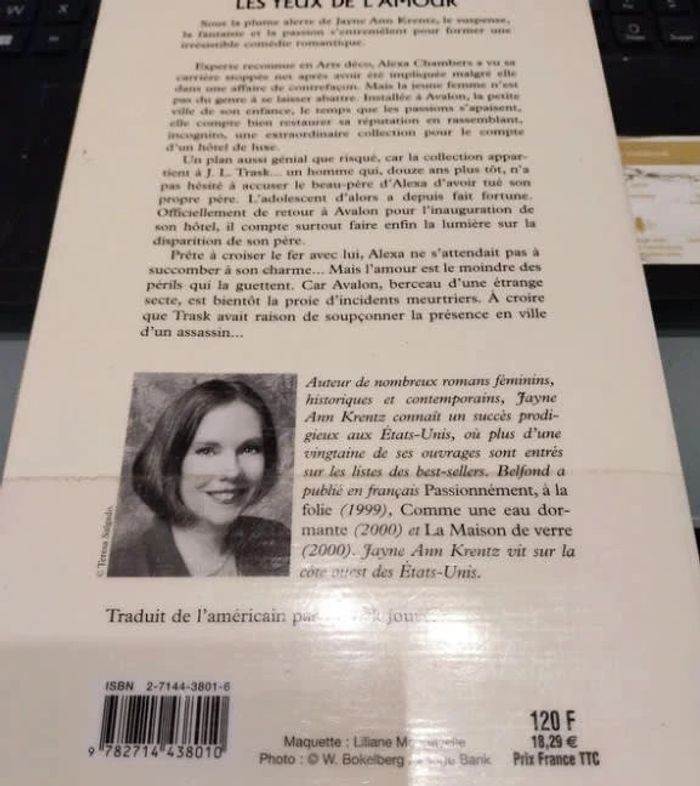 LES YEUX DE L'AMOUR
Sous la plume alerte de Jayne Ann Krentz, le suspense,
la fantaisie et la passion s'entremêlent pour former une
irrésistible comédie romantique.
Experte reconnue en Arts déco, Alexa Chambers a vu sa
carrière stoppée net après avoir été impliquée malgré elle
dans une affaire de contrefaçon. Mais la jeune femme n'est
pas du genre à se laisser abattre. Installée à Avalon, la petite
ville de son enfance, le temps que les passions s'apaisent,
elle compte bien restaurer sa réputation en rassemblant,
incognito, une extraordinaire collection pour le compte
d'un hôtel de luxe.
Un plan aussi génial que risqué, car la collection appar-
tient à J. L. Trask... un homme qui, douze ans plus tôt, n'a
pas hésité à accuser le beau-père d'Alexa d'avoir tué son
propre père. L'adolescent d'alors a depuis fait fortune.
Officiellement de retour à Avalon pour l'inauguration de
son hôtel, il compte surtout faire enfin la lumière sur la
disparition de son père.
Prête à croiser le fer avec lui, Alexa ne s'attendait pas à
succomber à son charme... Mais l'amour est le moindre des
périls qui la guettent. Car Avalon, berceau d'une étrange
secte, est bientôt la proie d'incidents meurtriers. À croire
que Trask avait raison de soupçonner la présence en ville
d'un assassin...
Auteur de nombreux romans féminins,
historiques et contemporains, Jayne
Ann Krentz connaît un succès prodi-
gieux aux États-Unis, où plus d'une
vingtaine de ses ouvrages sont entrés
sur les listes des best-sellers. Belfond a
publié en français Passionnément, à la
folie (1999), Comme une eau dor-
mante (2000) et La Maison de verre
(2000). Jayne Ann Krentz vit sur la
côte ouest des États-Unis.
© Teresa Salgado.
Traduit de l'américain par
ISBN 2-7144-3801-6
9 782714 438010
Maquette : Liliane
Photo : © W. Bokelberg / Bank
120 F
18,29 €
Prix France TTC